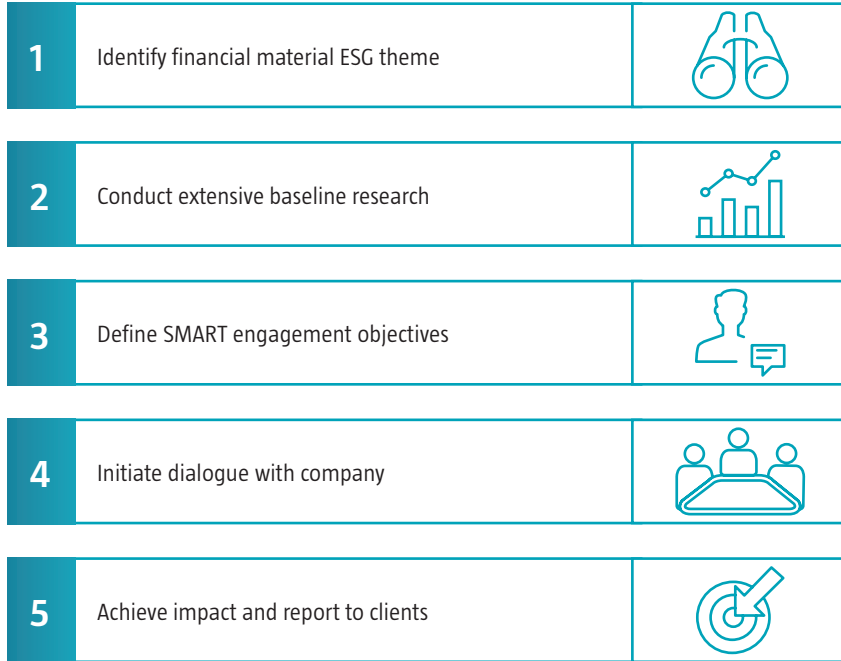 1
Identify financial material ESG theme
2
Conduct extensive baseline research
3
Define SMART engagement objectives
4
Initiate dialogue with company
5
Achieve impact and report to clients